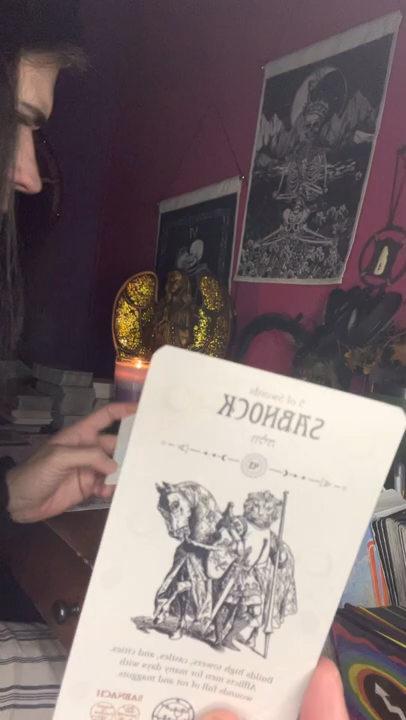 5 of Swords
SABNOCK
43
Builds high towers, castles, and cities.
Afflicts men for many days with
wounds full of rot and maggots.
SABNACH